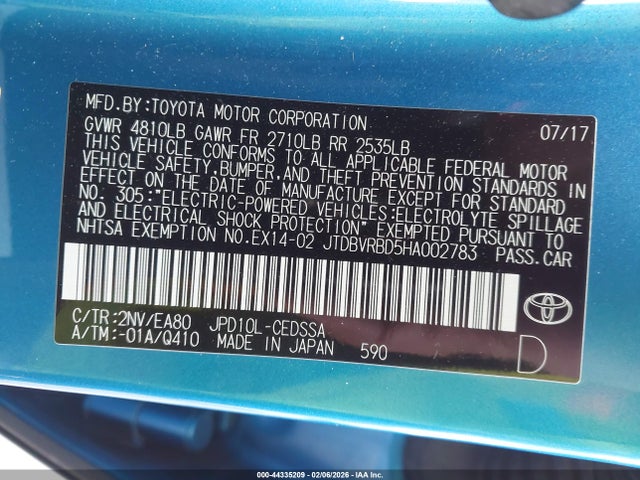 MFD.BY:TOYOTA MOTOR CORPORATION 07/17
GVWR 4810LB GAWR FR 2710LB RR 2535LB
THIS VEHICLE CONFORMS TO ALL APPLICABLE FEDERAL MOTOR
VEHICLE SAFETY,BUMPER,AND THEFT PREVENTION STANDARDS IN
EFFECT ON THE DATE OF MANUFACTURE EXCEPT FOR STANDARD
NO. 305:"ELECTRIC-POWERED VEHICLES:ELECTROLYTE SPILLAGE
AND ELECTRICAL SHOCK PROTECTION" EXEMPTED PURSUANT TO
NHTSA EXEMPTION NO.EX14-02 JTDBVRBD5HA002783 PASS.CAR
C/TR:2NV/EA80 JPD10L-CEDSSA
A/TM:-01A/Q410 MADE IN JAPAN 590
TOYOTA
D
000-44335209 - 02/06/2026 - IAA Inc.